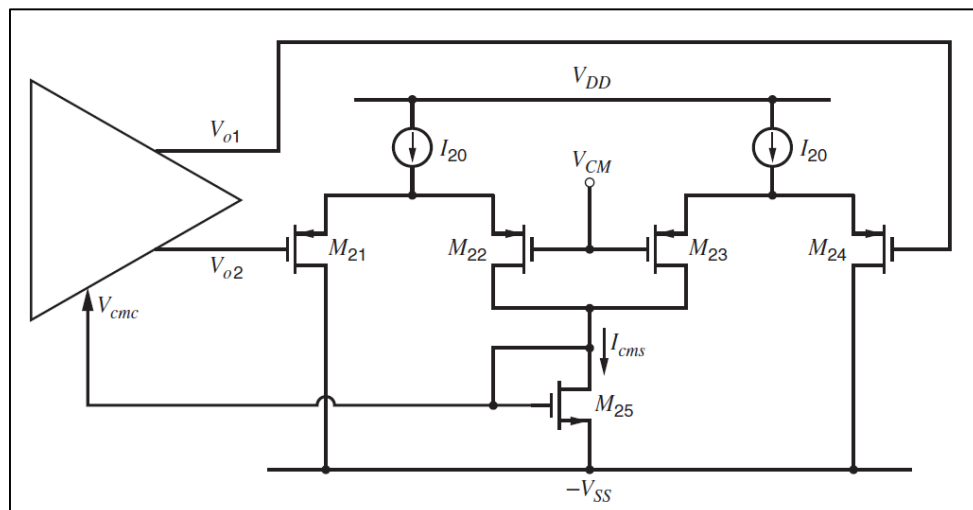 V_DD
V_o1
I_20
V_CM
I_20
M_21
M_22
M_23
M_24
V_o2
V_cmc
I_cms
M_25
−V_SS